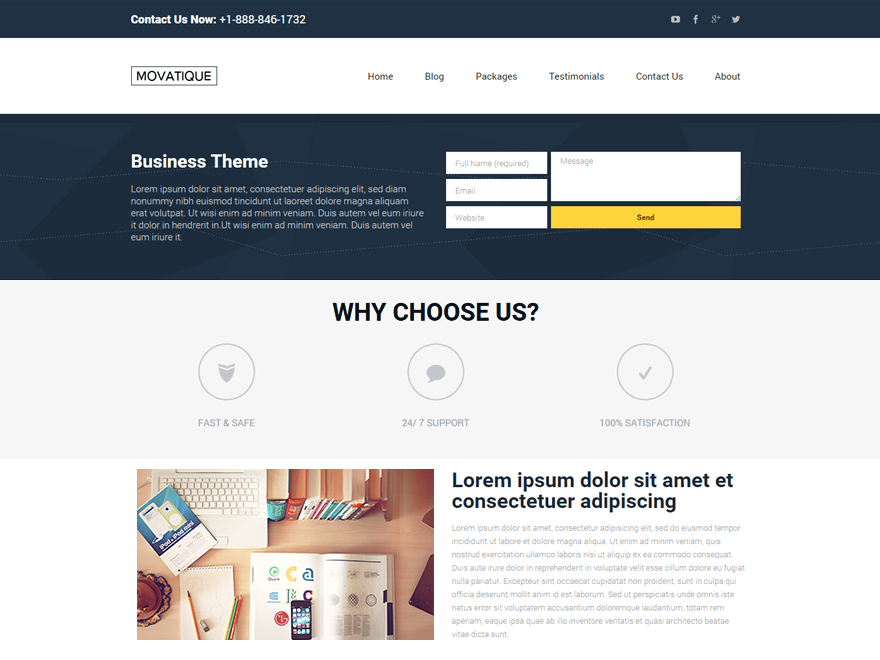 Contact Us Now: +1-888-846-1732
MOVATIQUE
Home Blog Packages Testimonials Contact Us About
Business Theme
Lorem ipsum dolor sit amet, consectetuer adipiscing elit, sed diam
nonummy nibh euismod tincidunt ut laoreet dolore magna aliquam
erat volutpat. Ut wisi enim ad minim veniam. Duis autem vel eum iriure
it dolor in hendrerit in.Ut wisi enim ad minim veniam. Duis autem vel
eum iriure it.
Full Name (required)
Email
Website
Message
Send
WHY CHOOSE US?
FAST & SAFE
24/ 7 SUPPORT
100% SATISFACTION
iPod + iPod mini
Lorem ipsum dolor sit amet et
consectetuer adipiscing
Lorem ipsum dolor sit amet, consectetur adipisicing elit, sed do eiusmod tempor
incididunt ut labore et dolore magna aliqua. Ut enim ad minim veniam, quis
nostrud exercitation ullamco laboris nisi ut aliquip ex ea commodo consequat.
Duis aute irure dolor in reprehenderit in voluptate velit esse cillum dolore eu fugiat
nulla pariatur. Excepteur sint occaecat cupidatat non proident, sunt in culpa qui
officia deserunt mollit anim id est laborum. Sed ut perspiciatis unde omnis iste
natus error sit voluptatem accusantium doloremque laudantium, totam rem
aperiam, eaque ipsa quae ab illo inventore veritatis et quasi architecto beatae
vitae dicta sunt.